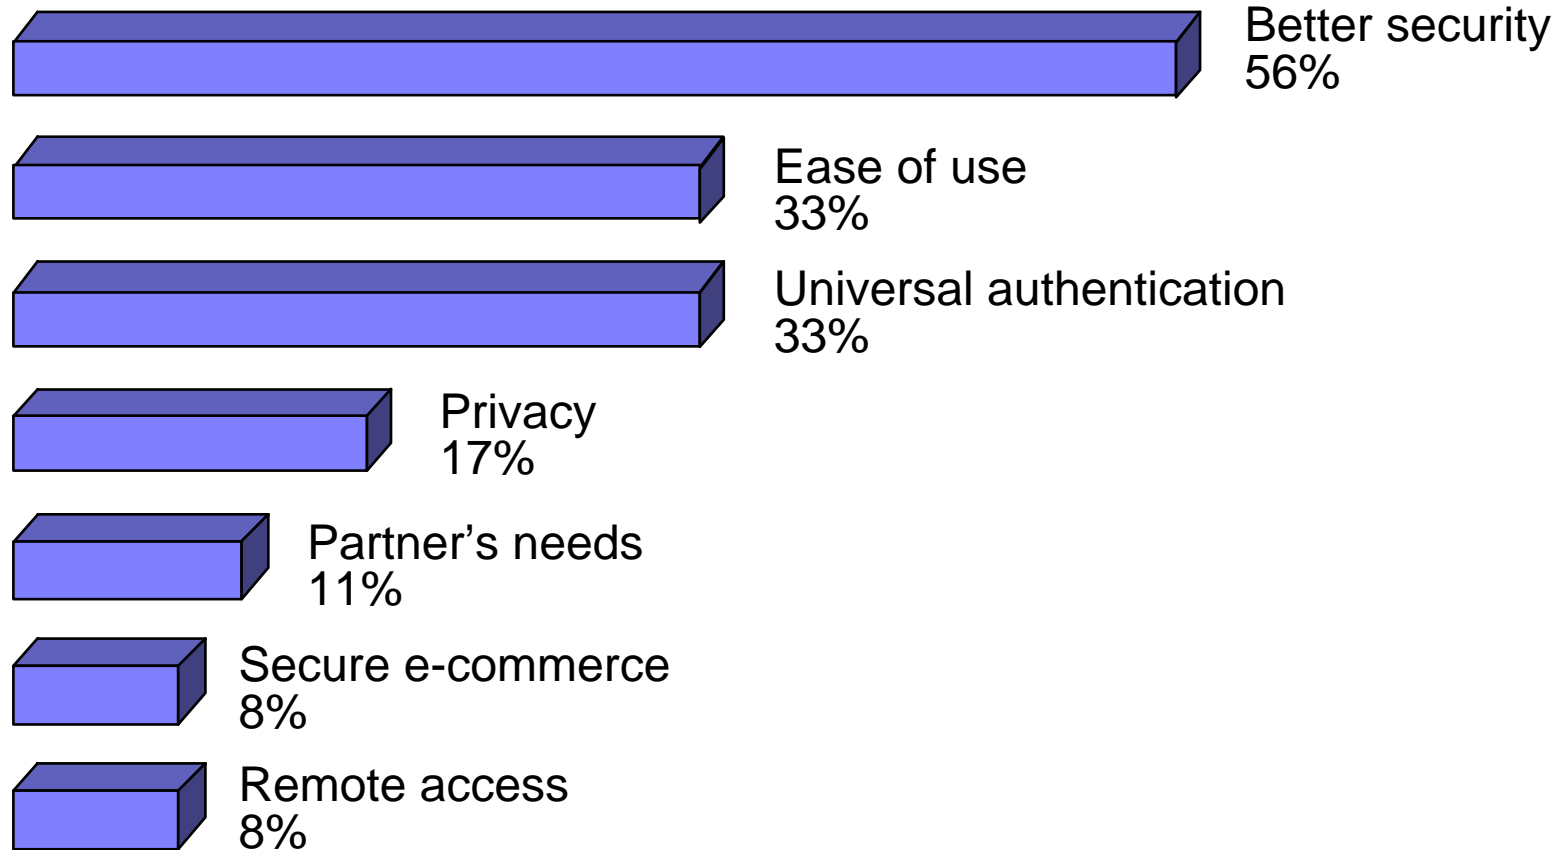 Better security
56%
Ease of use
33%
Universal authentication
33%
Privacy
17%
Partner’s needs
11%
Secure e-commerce
8%
Remote access
8%